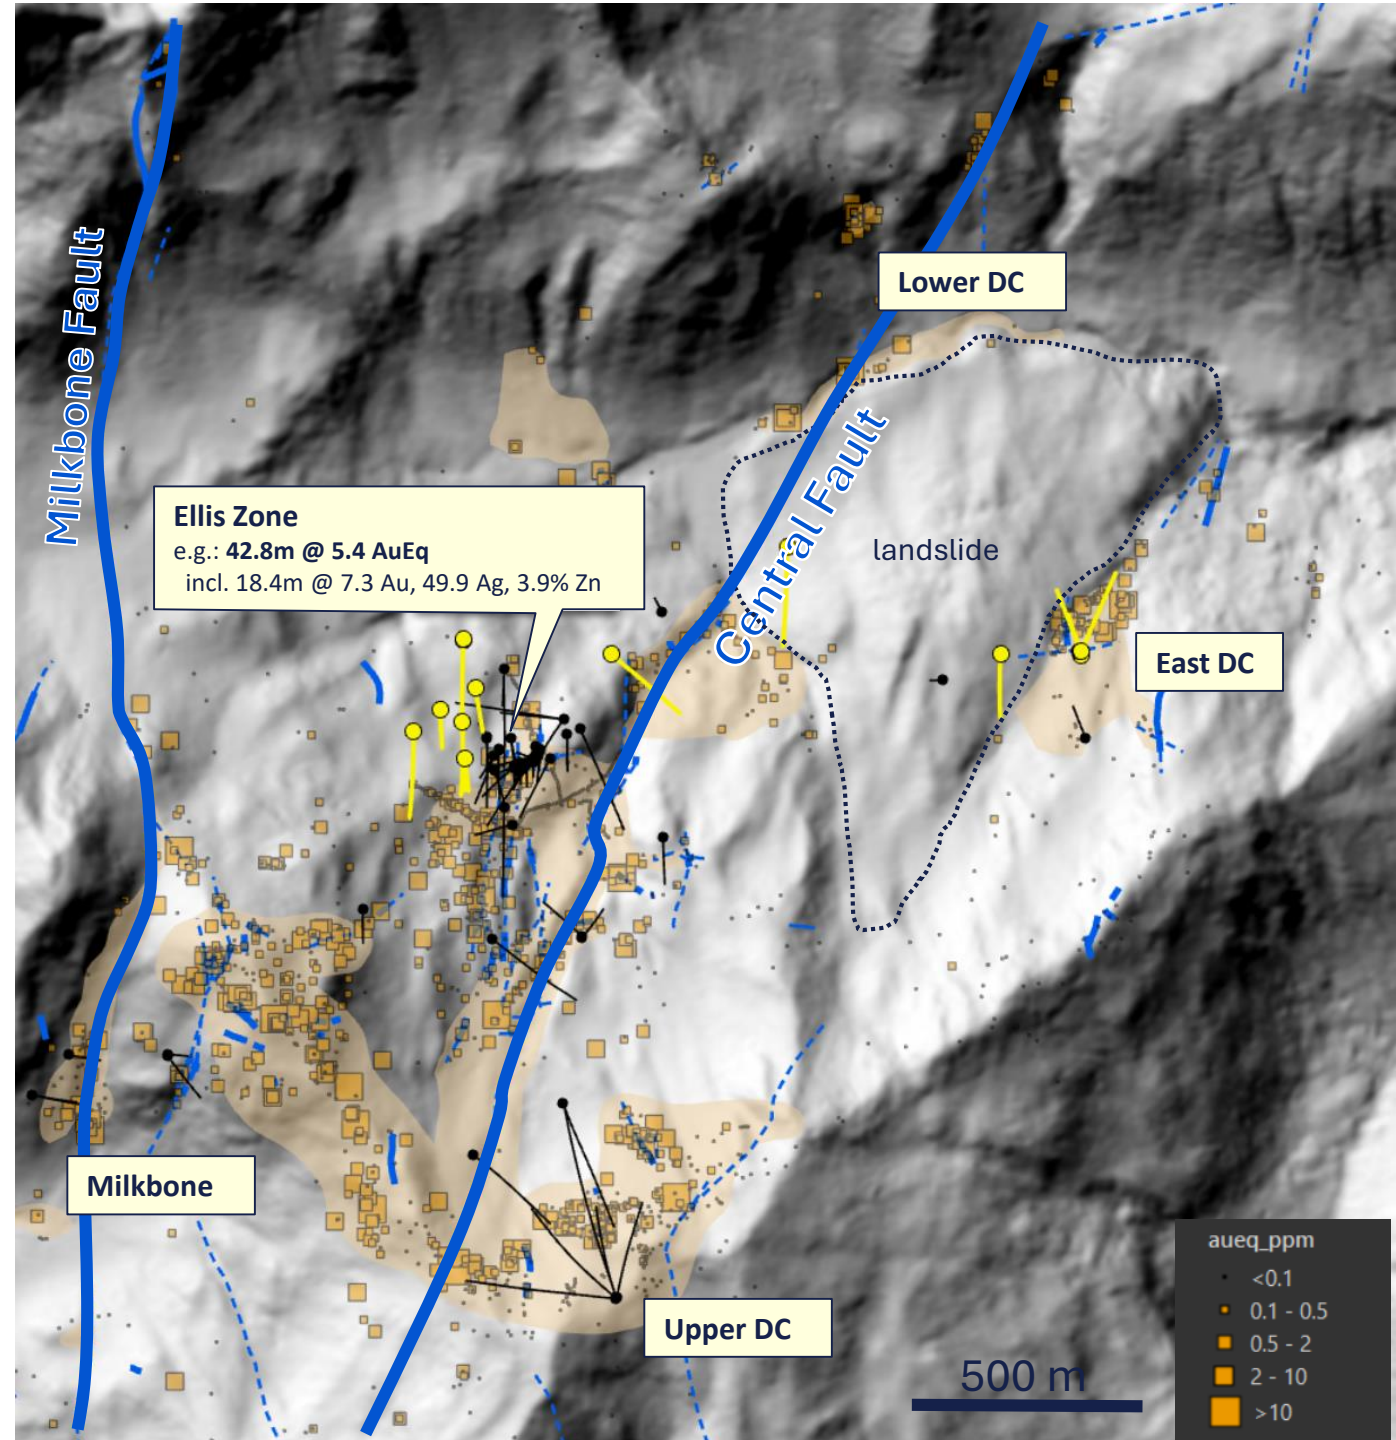 Lower DC
Milkbone Fault
Central Fault
Ellis Zone
e.g.: 42.8m @ 5.4 AuEq
incl. 18.4m @ 7.3 Au, 49.9 Ag, 3.9% Zn
landslide
East DC
Milkbone
Upper DC
500 m
aueq_ppm
<0.1
0.1 - 0.5
0.5 - 2
2 - 10
>10